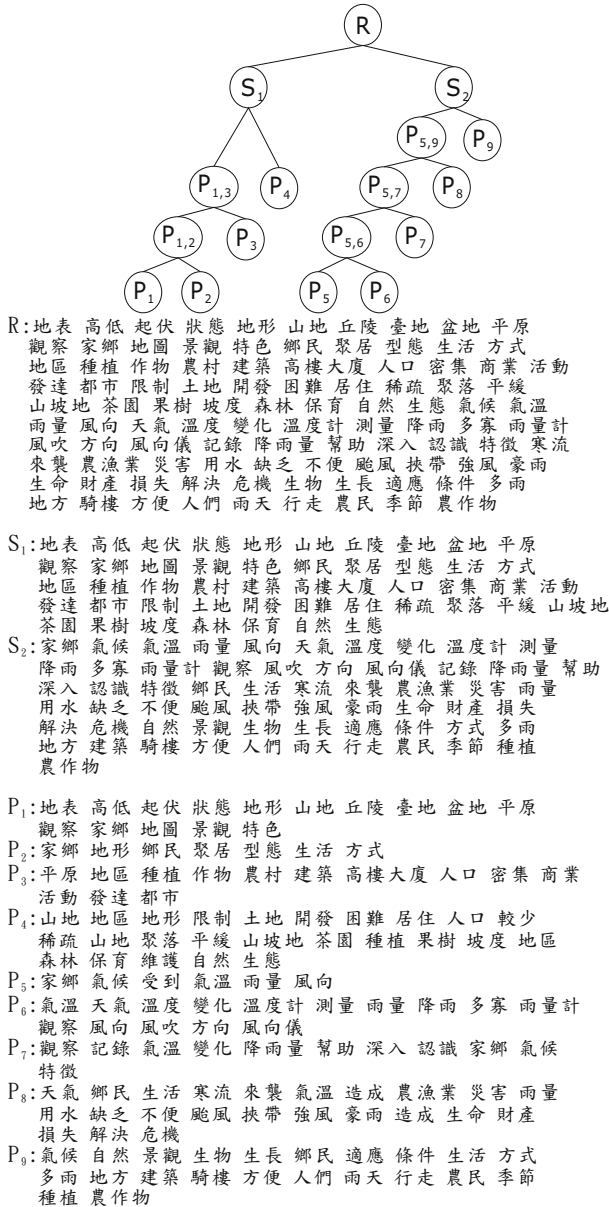 R
S1 S2
P5,9 P9
P1,3 P4 P5,7 P8
P1,2 P3 P5,6 P7
P1 P2 P5 P6
R:地表 高低 起伏 狀態 地形 山地 丘陵 臺地 盆地 平原
觀察 家鄉 地圖 景觀 特色 鄉民 聚居 型態 生活 方式
地區 種植 作物 農村 建築 高樓大廈 人口 密集 商業 活動
發達 都市 限制 土地 開發 困難 居住 稀疏 聚落 平緩
山坡地 茶園 果樹 坡度 森林 保育 自然 生態 氣候 氣溫
雨量 風向 天氣 溫度 變化 溫度計 測量 降雨 多寡 雨量計
風吹 方向 風向儀 記錄 降雨量 幫助 深入 認識 特徵 寒流
來襲 農漁業 災害 用水 缺乏 不便 颱風 挾帶 強風 豪雨
生命 財產 損失 解決 危機 生物 生長 適應 條件 多雨
地方 騎樓 方便 人們 雨天 行走 農民 季節 農作物
S1:地表 高低 起伏 狀態 地形 山地 丘陵 臺地 盆地 平原
觀察 家鄉 地圖 景觀 特色 鄉民 聚居 型態 生活 方式
地區 種植 作物 農村 建築 高樓大廈 人口 密集 商業 活動
發達 都市 限制 土地 開發 困難 居住 稀疏 聚落 平緩 山坡地
茶園 果樹 坡度 森林 保育 自然 生態
S2:家鄉 氣候 氣溫 雨量 風向 天氣 溫度 變化 溫度計 測量
降雨 多寡 雨量計 觀察 風吹 方向 風向儀 記錄 降雨量 幫助
深入 認識 特徵 鄉民 生活 寒流 來襲 農漁業 災害 雨量
用水 缺乏 不便 颱風 挾帶 強風 豪雨 生命 財產 損失
解決 危機 自然 景觀 生物 生長 適應 條件 方式 多雨
地方 建築 騎樓 方便 人們 雨天 行走 農民 季節 種植
農作物
P1:地表 高低 起伏 狀態 地形 山地 丘陵 臺地 盆地 平原
觀察 家鄉 地圖 景觀 特色
P2:家鄉 地形 鄉民 聚居 型態 生活 方式
P3:平原 地區 種植 作物 農村 建築 高樓大廈 人口 密集 商業
活動 發達 都市
P4:山地 地區 地形 限制 土地 開發 困難 居住 人口 較少
稀疏 山地 聚落 平緩 山坡地 茶園 種植 果樹 坡度 地區
森林 保育 維護 自然 生態
P5:家鄉 氣候 受到 氣溫 雨量 風向
P6:氣溫 天氣 溫度 變化 溫度計 測量 雨量 降雨 多寡 雨量計
觀察 風向 風吹 方向 風向儀
P7:觀察 記錄 氣溫 變化 降雨量 幫助 深入 認識 家鄉 氣候
特徵
P8:天氣 鄉民 生活 寒流 來襲 氣溫 造成 農漁業 災害 雨量
用水 缺乏 不便 颱風 挾帶 強風 豪雨 造成 生命 財產
損失 解決 危機
P9:氣候 自然 景觀 生物 生長 鄉民 適應 條件 生活 方式
多雨 地方 建築 騎樓 方便 人們 雨天 行走 農民 季節
種植 農作物